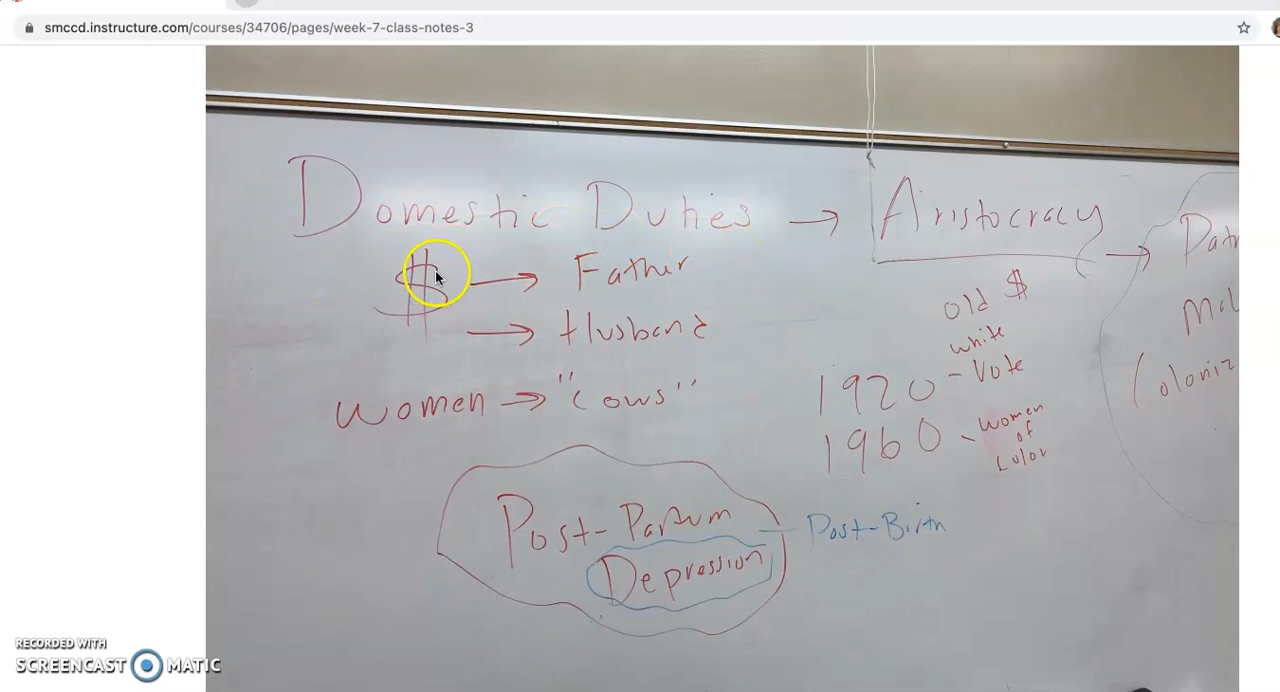 smccd.instructure.com/courses/34706/pages/week-7-class-notes-3
Domestic Duties → Aristocracy →
$ → Father
→ Husband
Women → "Cows"
old $
white
1920 - Vote
1960 - Women
of
Color
Post-Partum
Depression
Post-Birth
RECORDED WITH
SCREENCAST MATIC